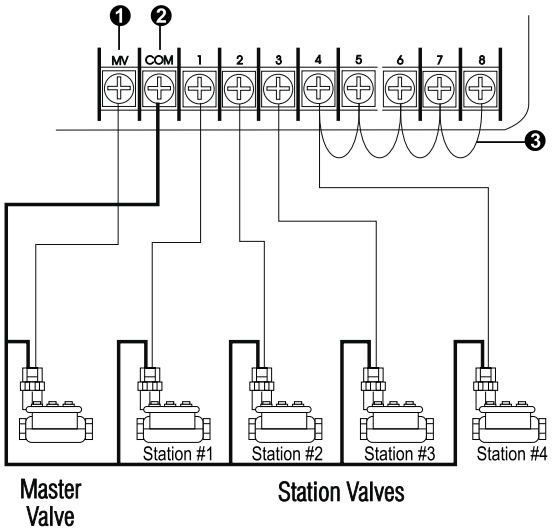 1 2
MV COM 1 2 3 4 5 6 7 8
3
Station #1 Station #2 Station #3 Station #4
Master
Valve
Station Valves